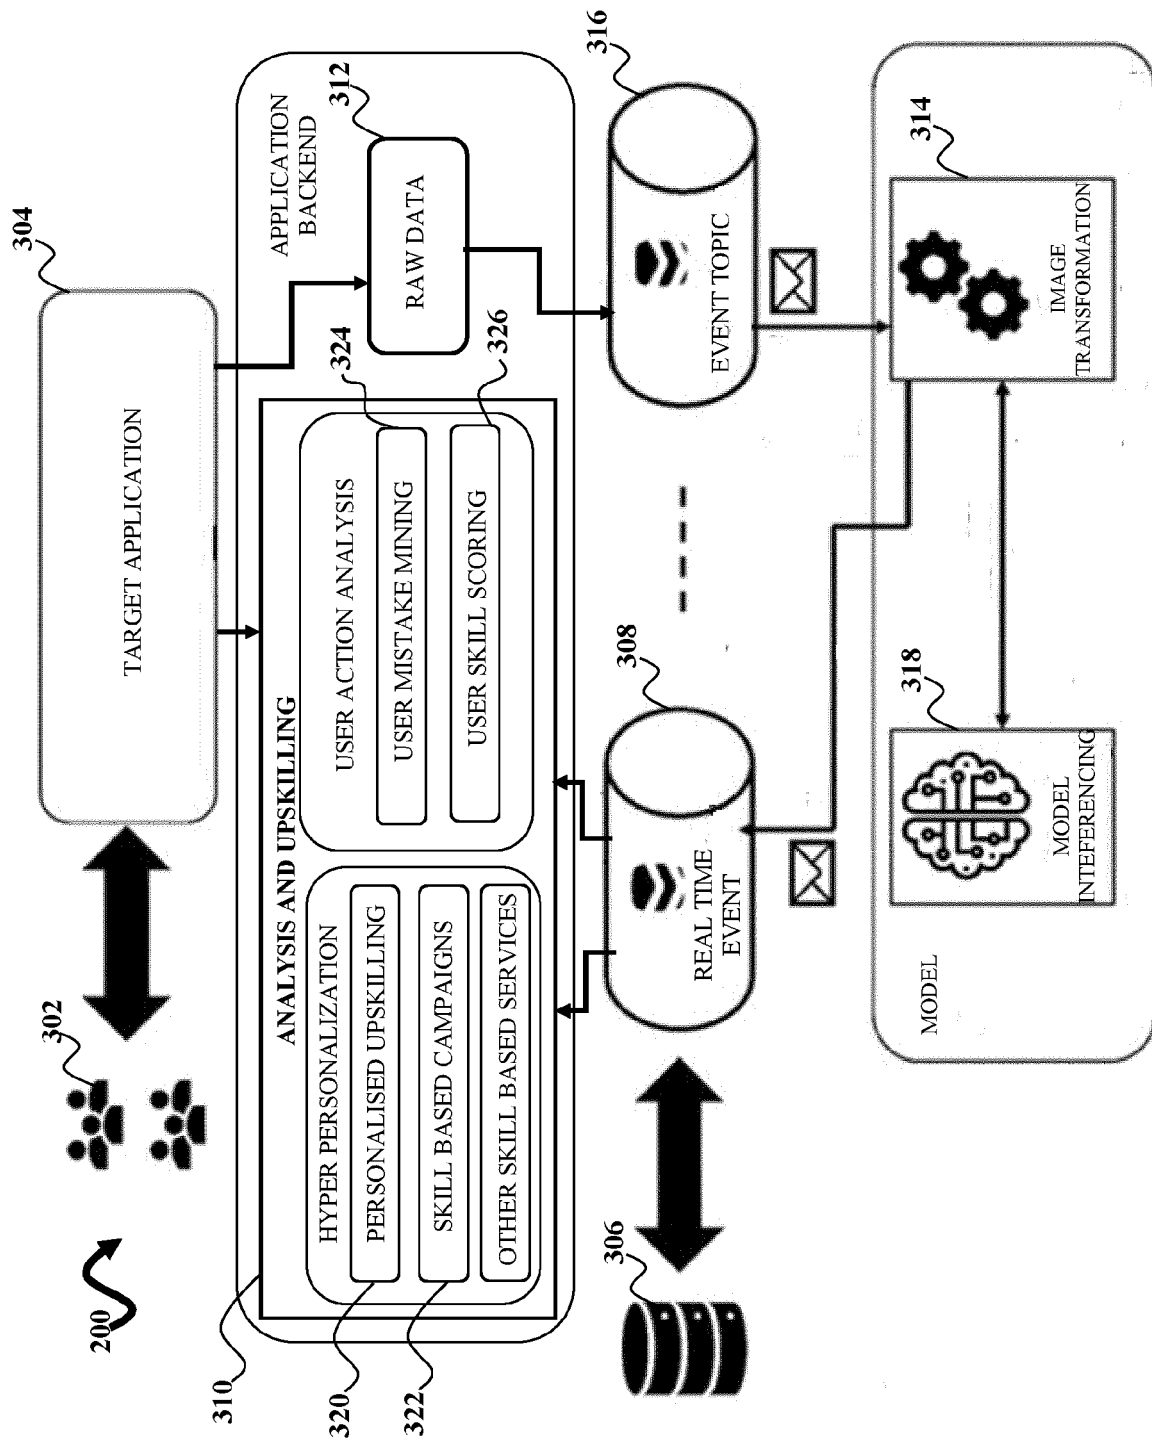 200
302
304
TARGET APPLICATION
APPLICATION
BACKEND
310
ANALYSIS AND UPSKILLING
HYPER PERSONALIZATION
PERSONALISED UPSKILLING
320
SKILL BASED CAMPAIGNS
322
OTHER SKILL BASED SERVICES
USER ACTION ANALYSIS
USER MISTAKE MINING
324
USER SKILL SCORING
326
RAW DATA
312
306
REAL TIME
EVENT
308
EVENT TOPIC
316
MODEL
MODEL
INTEFERENCING
318
IMAGE
TRANSFORMATION
314